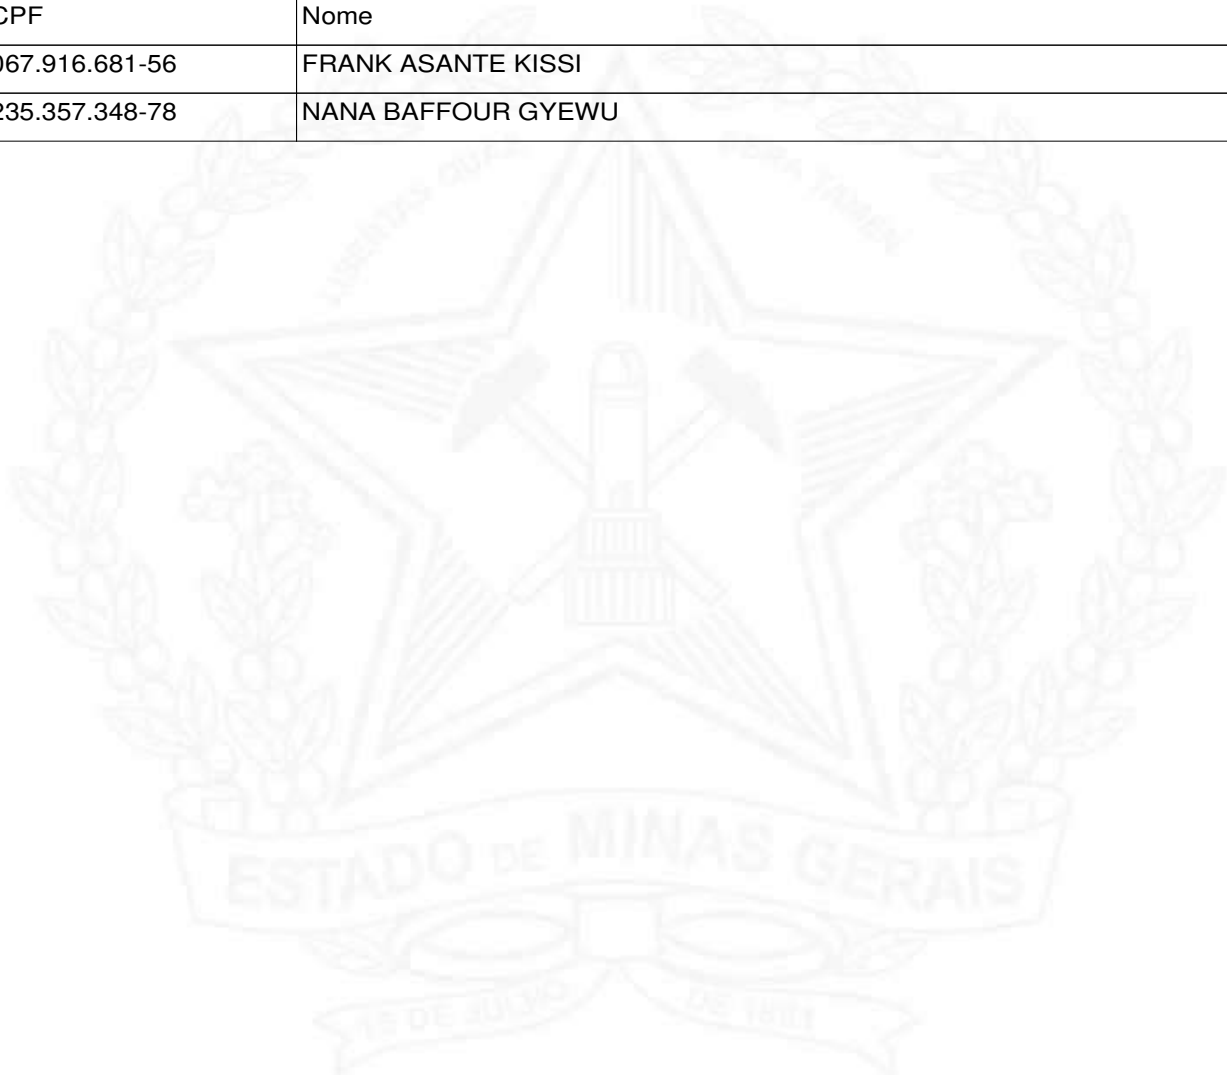 CPF Nome
067.916.681-56 FRANK ASANTE KISSI
235.357.348-78 NANA BAFFOUR GYEWU
ESTADO DE MINAS GERAIS